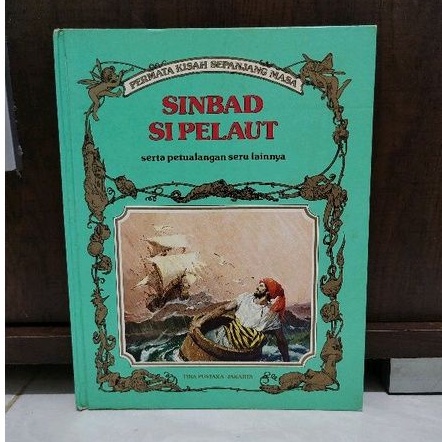 PERMATA KISAH SEPANJANG MASA
SINBAD
SI PELAUT
serta petualangan seru lainnya
TIRA PUSTAKA JAKARTA